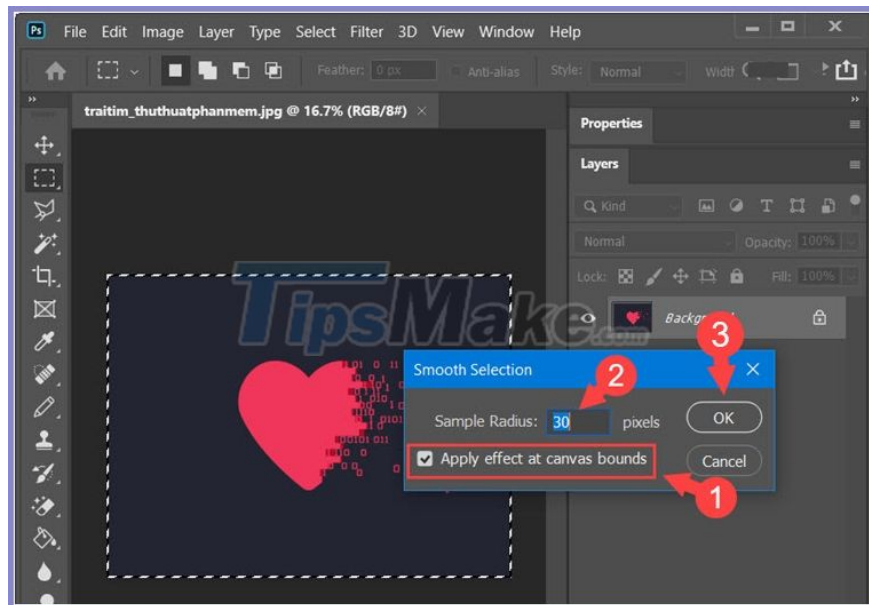 Ps File Edit Image Layer Type Select Filter 3D View Window Help
Feather: 0 px Anti-alias Style: Normal
traitim_thuthuatphanmem.jpg @ 16.7% (RGB/8#) ×
Properties
Layers
Kind
Normal Opacity: 100%
Lock: Fill: 100%
TipsMake.com
3
Smooth Selection
2
Sample Radius: 30 pixels OK
Apply effect at canvas bounds Cancel
1